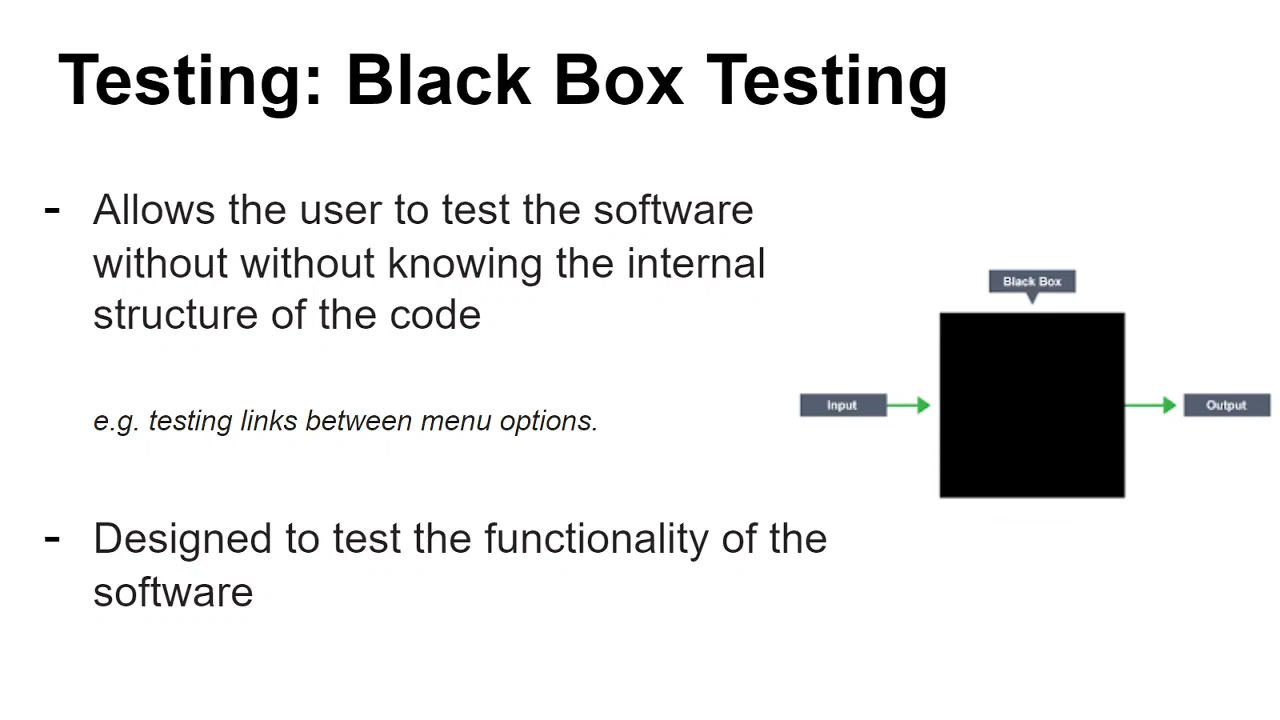 Testing: Black Box Testing
- Allows the user to test the software
without without knowing the internal
structure of the code
e.g. testing links between menu options.
- Designed to test the functionality of the
software
Black Box
Input
Output